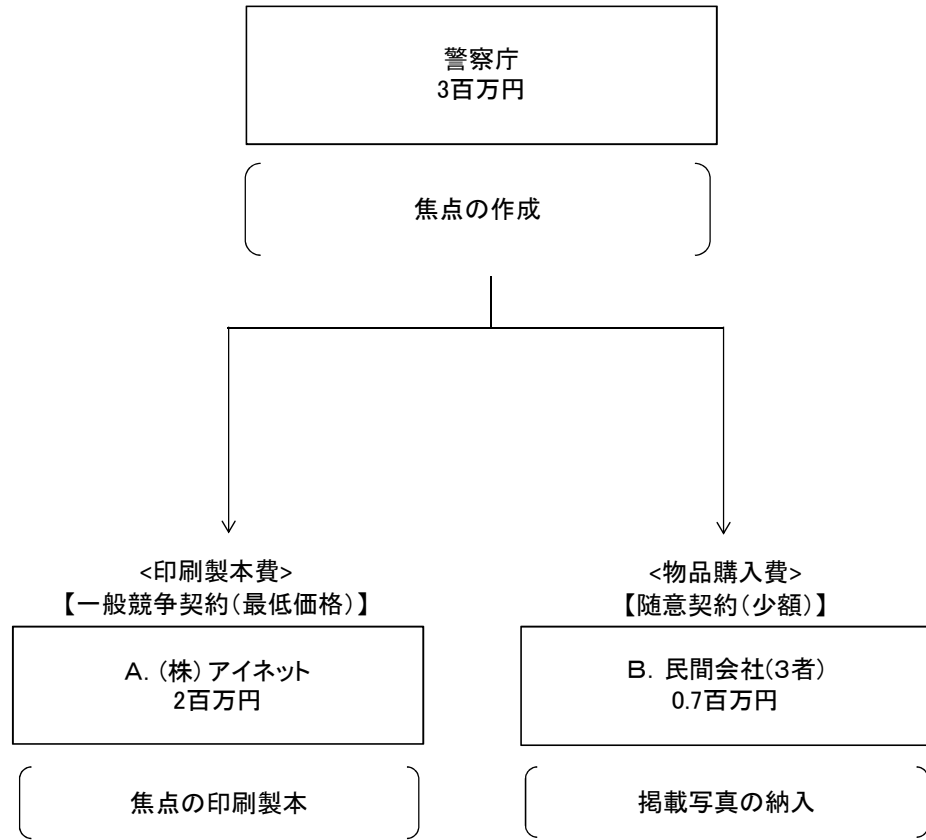 警察庁
3百万円
焦点の作成
<印刷製本費>
【一般競争契約（最低価格）】
A．（株）アイネット
2百万円
焦点の印刷製本
<物品購入費>
【随意契約（少額）】
B．民間会社（3者）
0.7百万円
掲載写真の納入